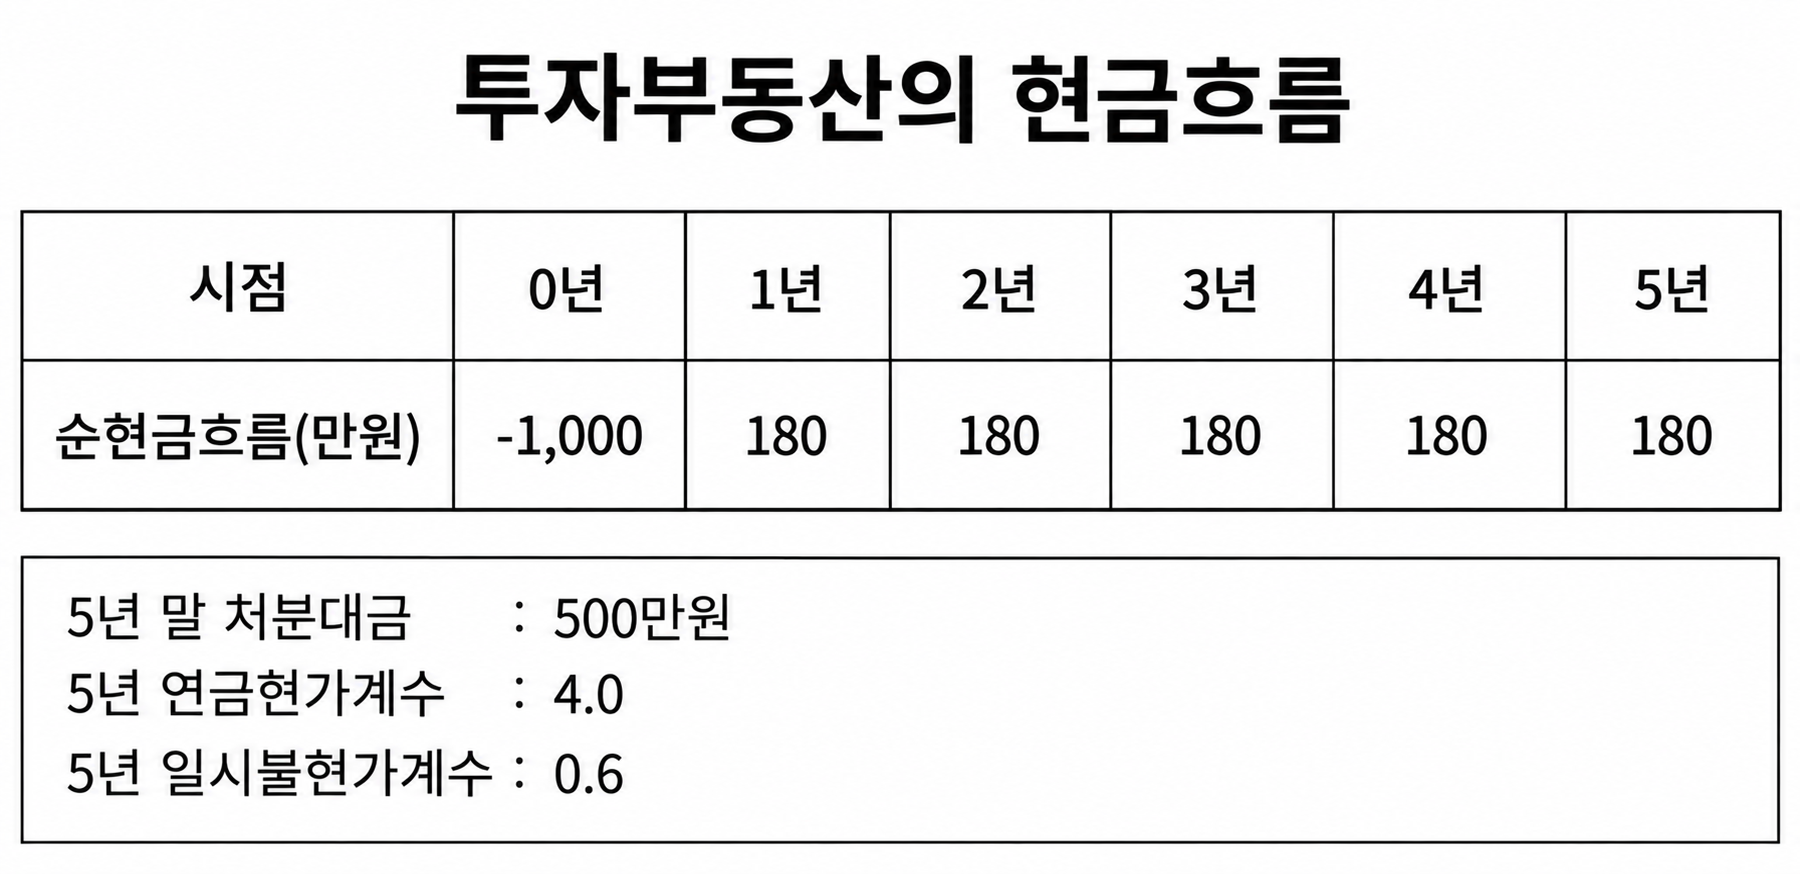 투자부동산의 현금흐름
시점 0년 1년 2년 3년 4년 5년
순현금흐름(만원) -1,000 180 180 180 180 180
5년 말 처분대금 : 500만원
5년 연금현가계수 : 4.0
5년 일시불현가계수 : 0.6